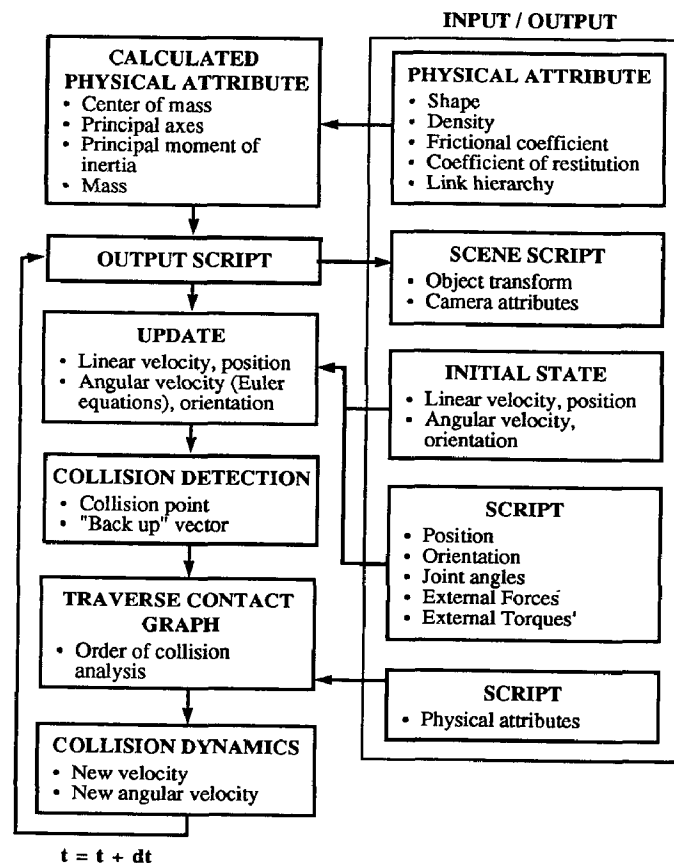 INPUT / OUTPUT
CALCULATED
PHYSICAL ATTRIBUTE
• Center of mass
• Principal axes
• Principal moment of
inertia
• Mass
PHYSICAL ATTRIBUTE
• Shape
• Density
• Frictional coefficient
• Coefficient of restitution
• Link hierarchy
OUTPUT SCRIPT
SCENE SCRIPT
• Object transform
• Camera attributes
UPDATE
• Linear velocity, position
• Angular velocity (Euler
equations), orientation
INITIAL STATE
• Linear velocity, position
• Angular velocity,
orientation
COLLISION DETECTION
• Collision point
• "Back up" vector
SCRIPT
• Position
• Orientation
• Joint angles
• External Forces
• External Torques
TRAVERSE CONTACT
GRAPH
• Order of collision
analysis
SCRIPT
• Physical attributes
COLLISION DYNAMICS
• New velocity
• New angular velocity
t = t + dt